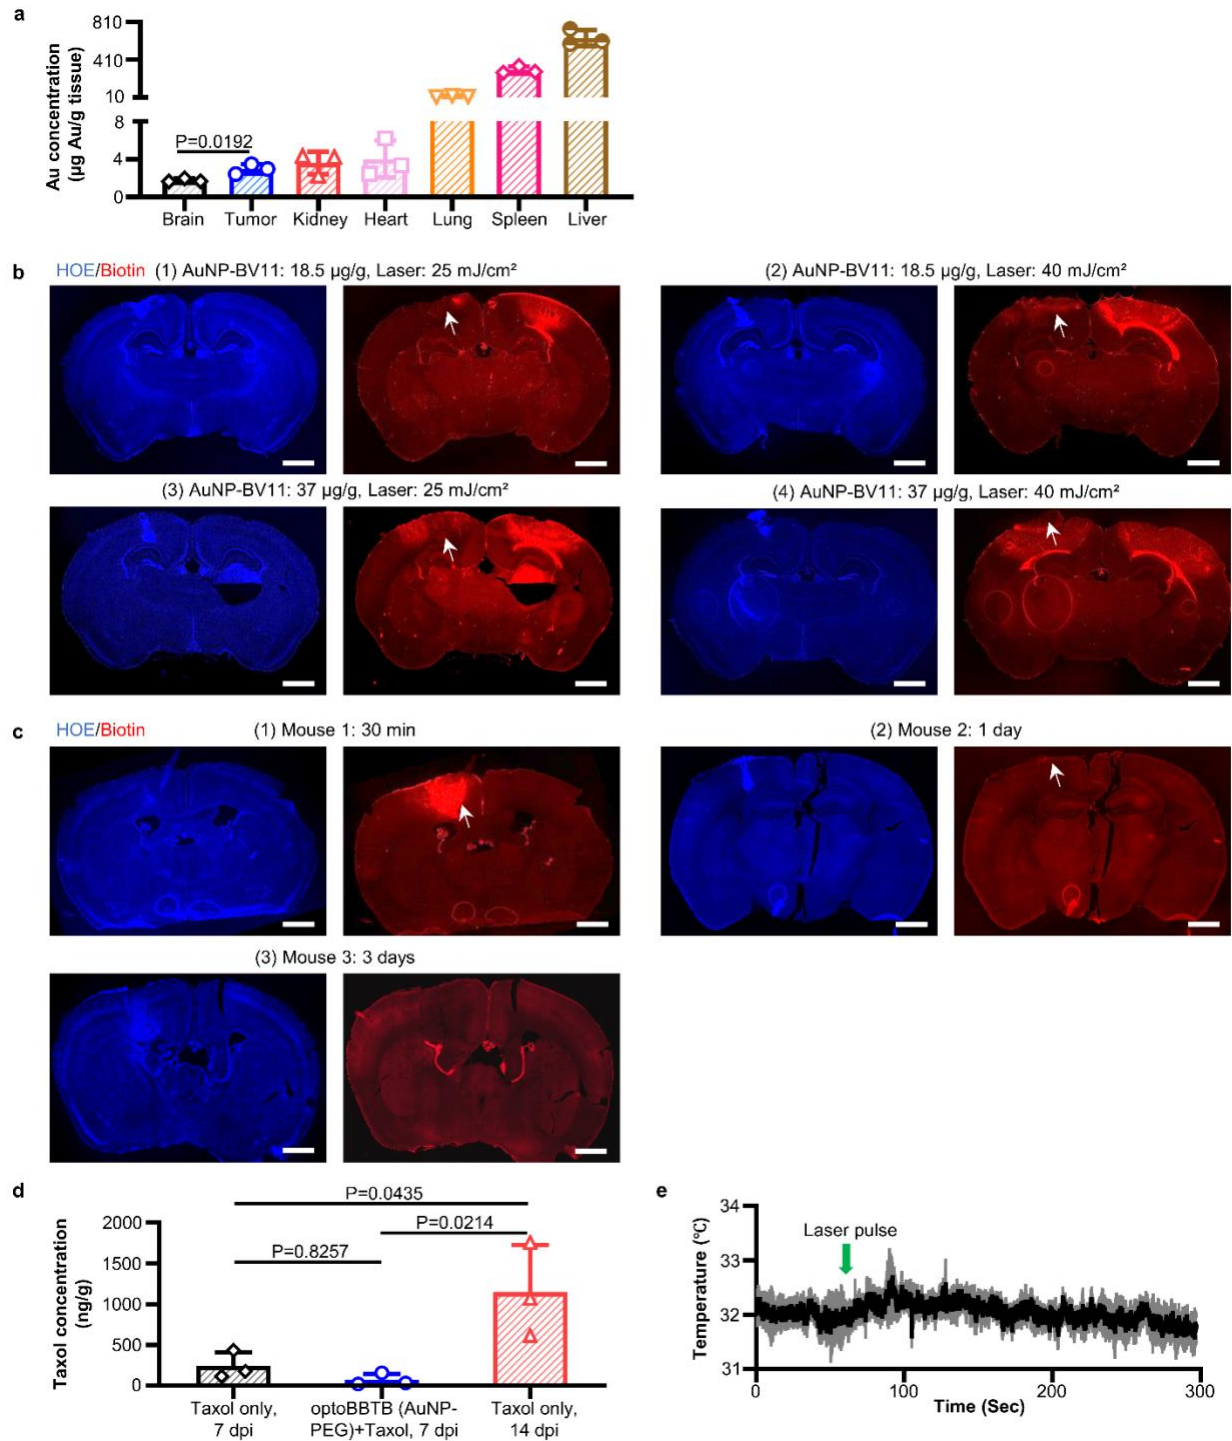 a
Au concentration
(µg Au/g tissue)
810
410
10
8
4
0
P=0.0192
Brain Tumor Kidney Heart Lung Spleen Liver
b
HOE/Biotin (1) AuNP-BV11: 18.5 µg/g, Laser: 25 mJ/cm²
(2) AuNP-BV11: 18.5 µg/g, Laser: 40 mJ/cm²
(3) AuNP-BV11: 37 µg/g, Laser: 25 mJ/cm²
(4) AuNP-BV11: 37 µg/g, Laser: 40 mJ/cm²
c
HOE/Biotin (1) Mouse 1: 30 min
(2) Mouse 2: 1 day
(3) Mouse 3: 3 days
d
Taxol concentration
(ng/g)
2000
1500
1000
500
0
P=0.0435
P=0.0214
P=0.8257
Taxol only,
7 dpi
optoBBTB (AuNP-
PEG)+Taxol, 7 dpi
Taxol only,
14 dpi
e
Temperature (℃)
34
33
32
31
Laser pulse
0 100 200 300
Time (Sec)